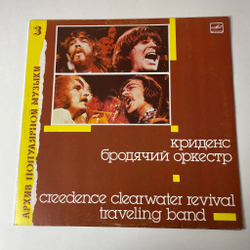 3
АРХИВ ПОПУЛЯРНОЙ МУЗЫКИ
криденс
бродячий оркестр
creedence clearwater revival
traveling band